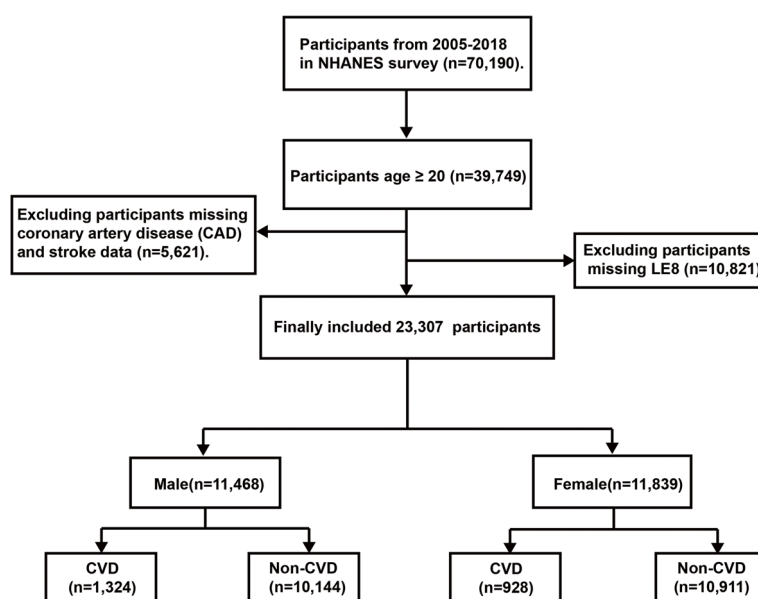 Participants from 2005-2018
in NHANES survey (n=70,190).
Participants age ≥ 20 (n=39,749)
Excluding participants missing
coronary artery disease (CAD)
and stroke data (n=5,621).
Excluding participants
missing LE8 (n=10,821)
Finally included 23,307 participants
Male(n=11,468)
Female(n=11,839)
CVD
(n=1,324)
Non-CVD
(n=10,144)
CVD
(n=928)
Non-CVD
(n=10,911)